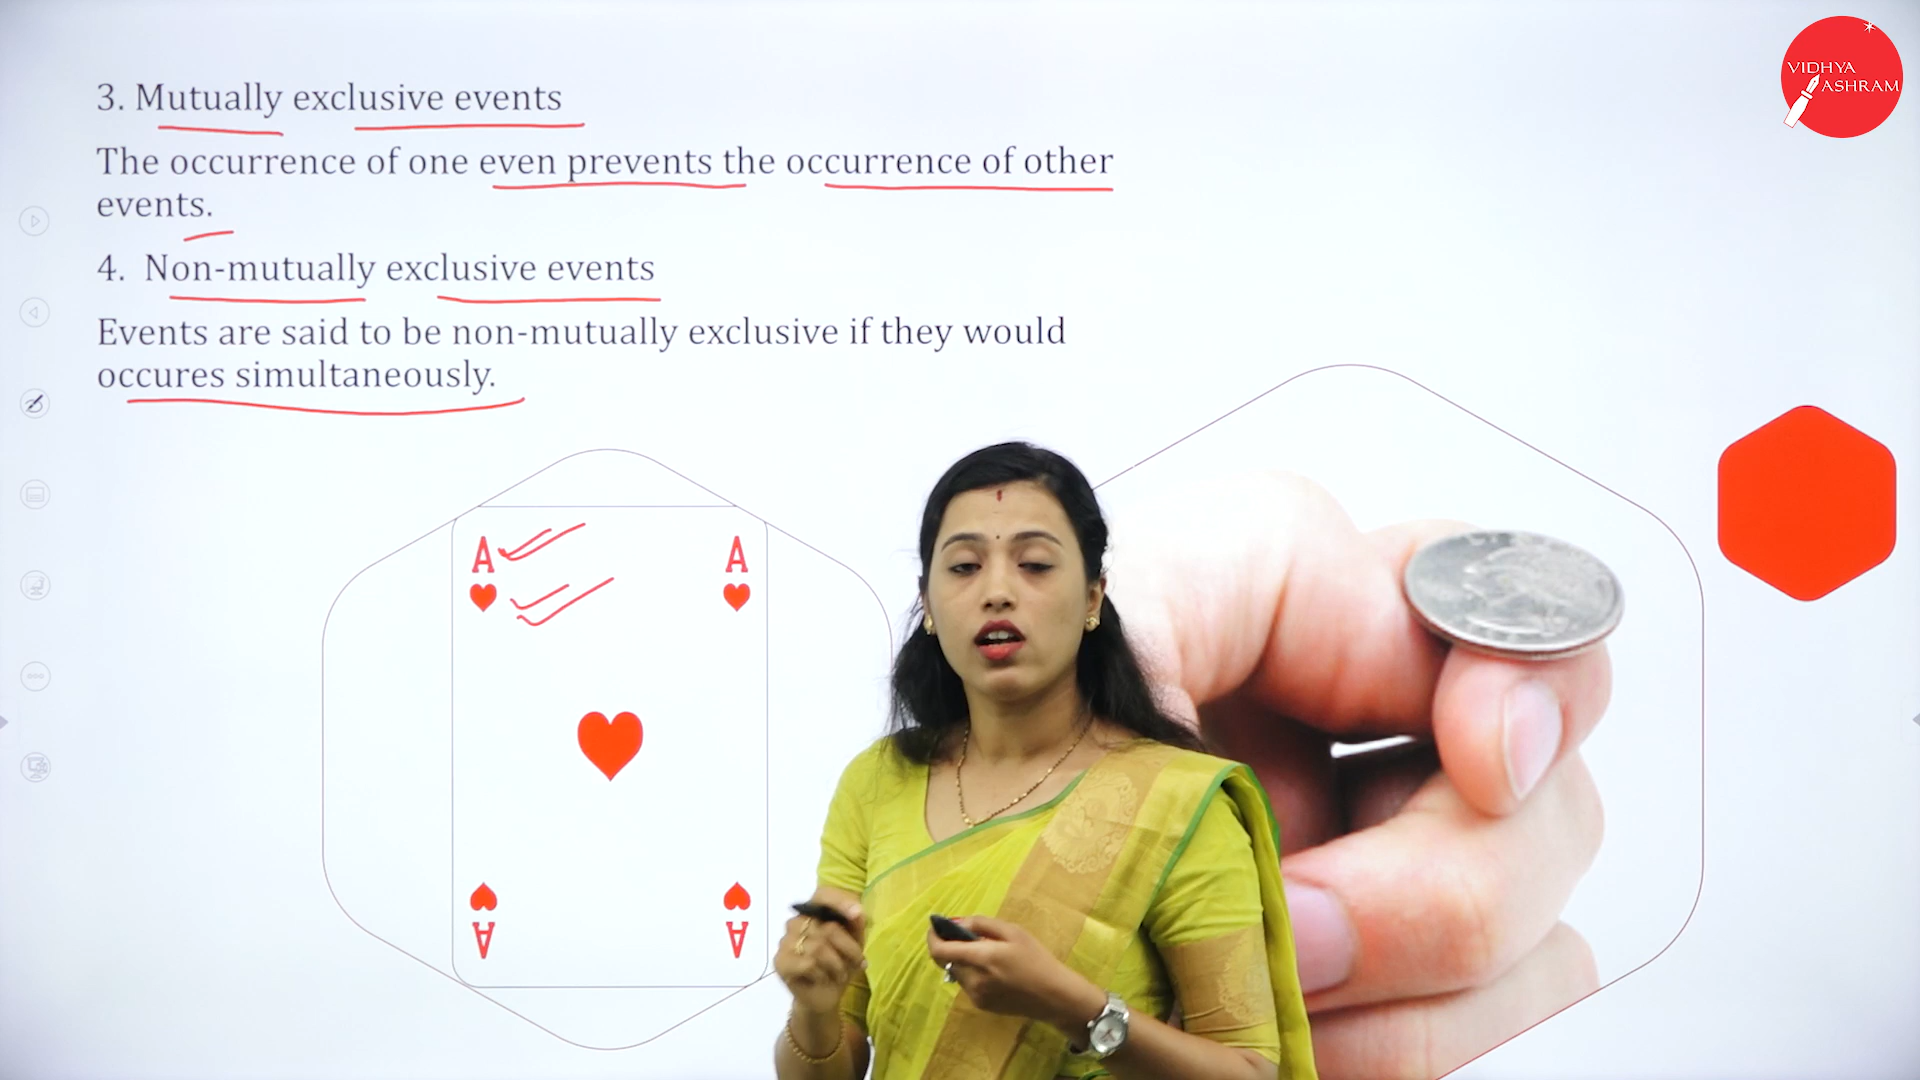 VIDHYA
ASHRAM
3. Mutually exclusive events
The occurrence of one even prevents the occurrence of other
events.
4. Non-mutually exclusive events
Events are said to be non-mutually exclusive if they would
occures simultaneously.
A A
A A